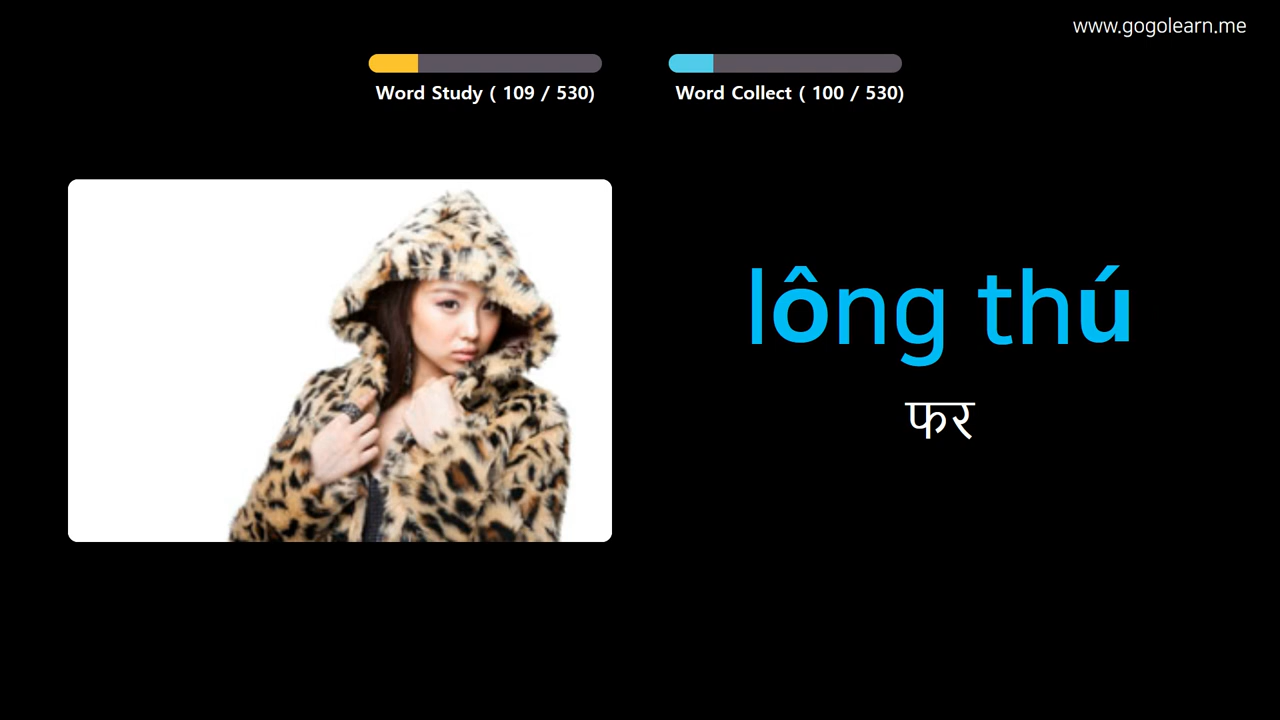 www.gogolearn.me
Word Study ( 109 / 530)
Word Collect ( 100 / 530)
lông thú
फर